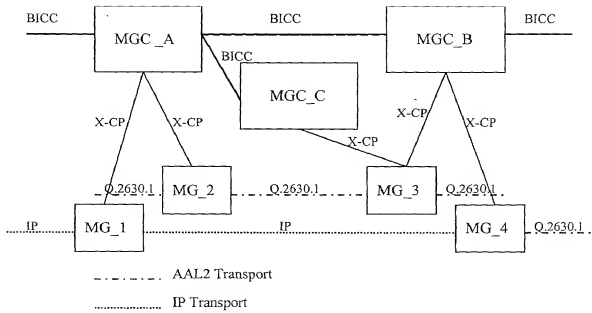 BICC
BICC
BICC
MGC_A
MGC_B
BICC
MGC_C
X-CP
X-CP
X-CP
X-CP
X-CP
Q.2630.1
MG_2
Q.2630.1
MG_3
Q.2630.1
IP
MG_1
IP
MG_4
Q.2630.1
AAL2 Transport
IP Transport